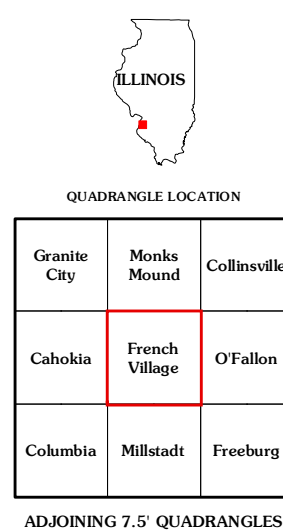 ILLINOIS
QUADRANGLE LOCATION
Granite
City
Monks
Mound
Collinsville
Cahokia
French
Village
O'Fallon
Columbia
Millstadt
Freeburg
ADJOINING 7.5' QUADRANGLES